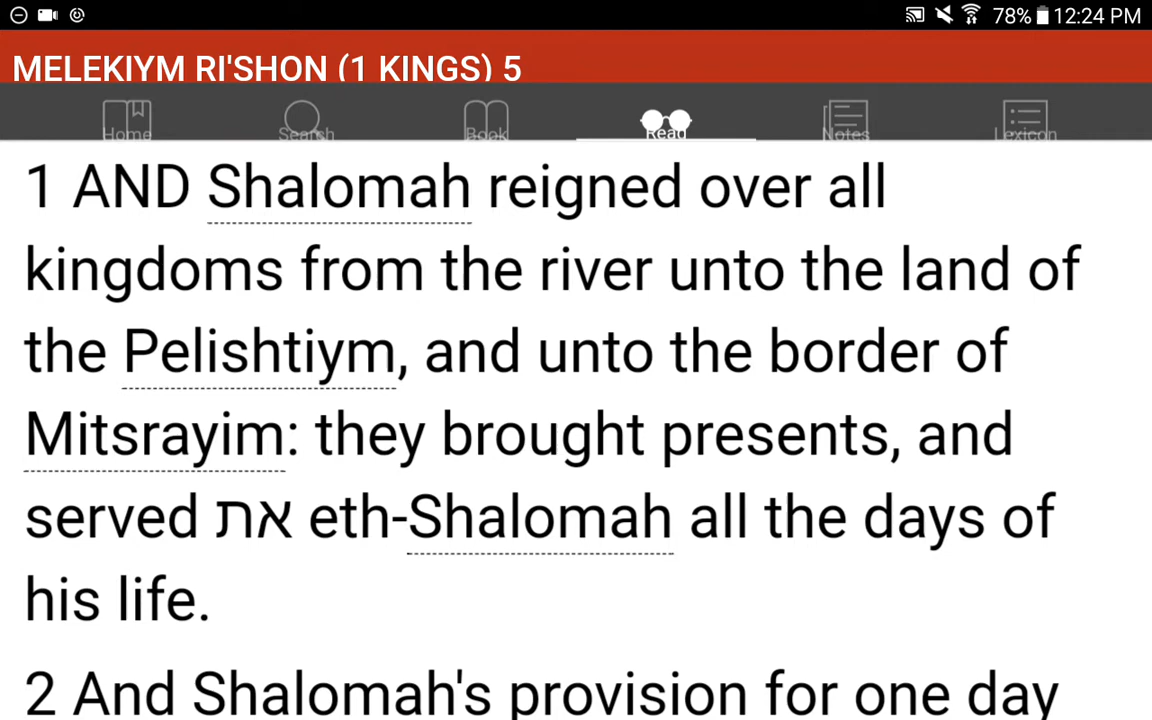 78% 12:24 PM
MELEKIYM RI'SHON (1 KINGS) 5
Home Search Book Read Notes Lexicon
1 AND Shalomah reigned over all
kingdoms from the river unto the land of
the Pelishtiym, and unto the border of
Mitsrayim: they brought presents, and
served את eth-Shalomah all the days of
his life.
2 And Shalomah's provision for one day